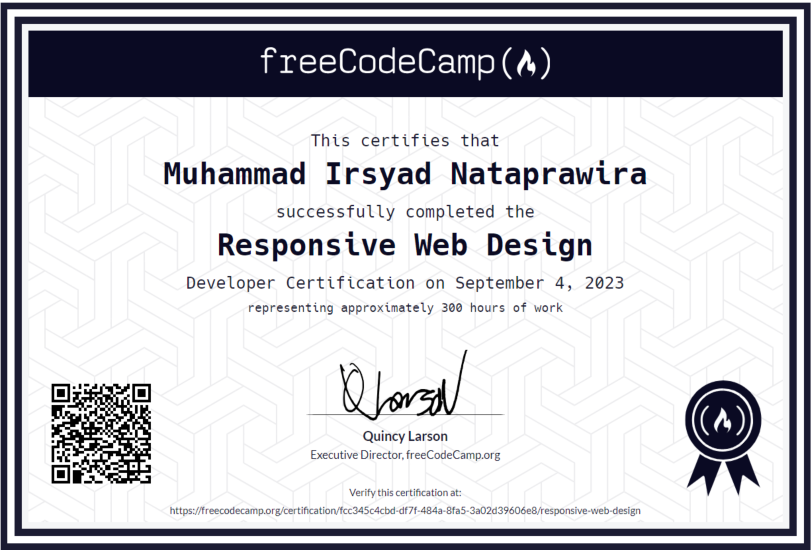 freeCodeCamp
This certifies that
Muhammad Irsyad Nataprawira
successfully completed the
Responsive Web Design
Developer Certification on September 4, 2023
representing approximately 300 hours of work
Q Larson
Quincy Larson
Executive Director, freeCodeCamp.org
Verify this certification at:
https://freecodecamp.org/certification/fcc345c4cbd-df7f-484a-8fa5-3a02d39606e8/responsive-web-design